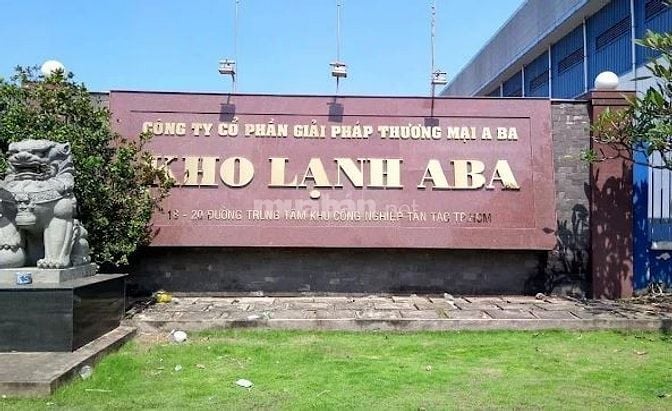 CÔNG TY CỔ PHẦN GIẢI PHÁP THƯƠNG MẠI A BA
KHO LẠNH ABA
muaban.net
18 - 20 ĐƯỜNG TRUNG TÂM KHU CÔNG NGHIỆP TÂN TẠO TP.HCM